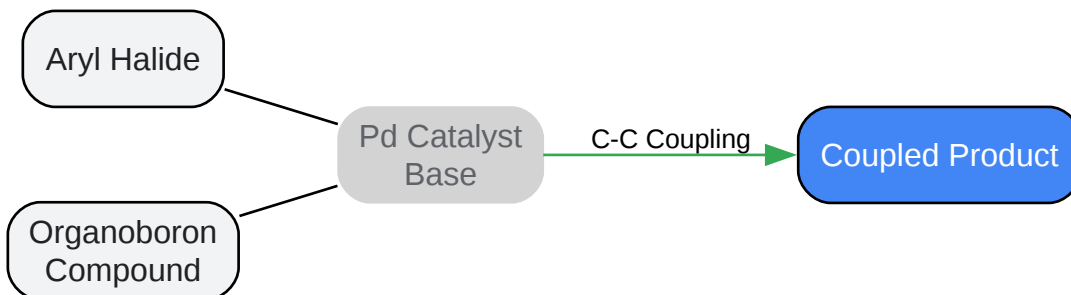 Aryl Halide
Pd Catalyst
Base
C-C Coupling
Coupled Product
Organoboron
Compound